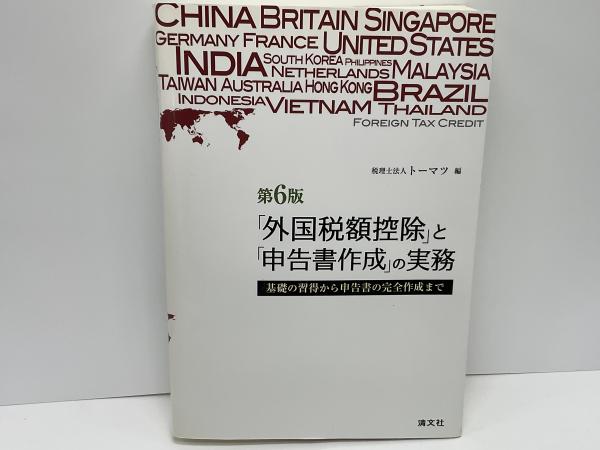 CHINA BRITAIN SINGAPORE
GERMANY FRANCE UNITED STATES
INDIA SOUTH KOREA PHILIPPINES NETHERLANDS MALAYSIA
TAIWAN AUSTRALIA HONG KONG BRAZIL
INDONESIA VIETNAM THAILAND
FOREIGN TAX CREDIT
税理士法人トーマツ 編
第6版
「外国税額控除」と
「申告書作成」の実務
基礎の習得から申告書の完全作成まで
清文社